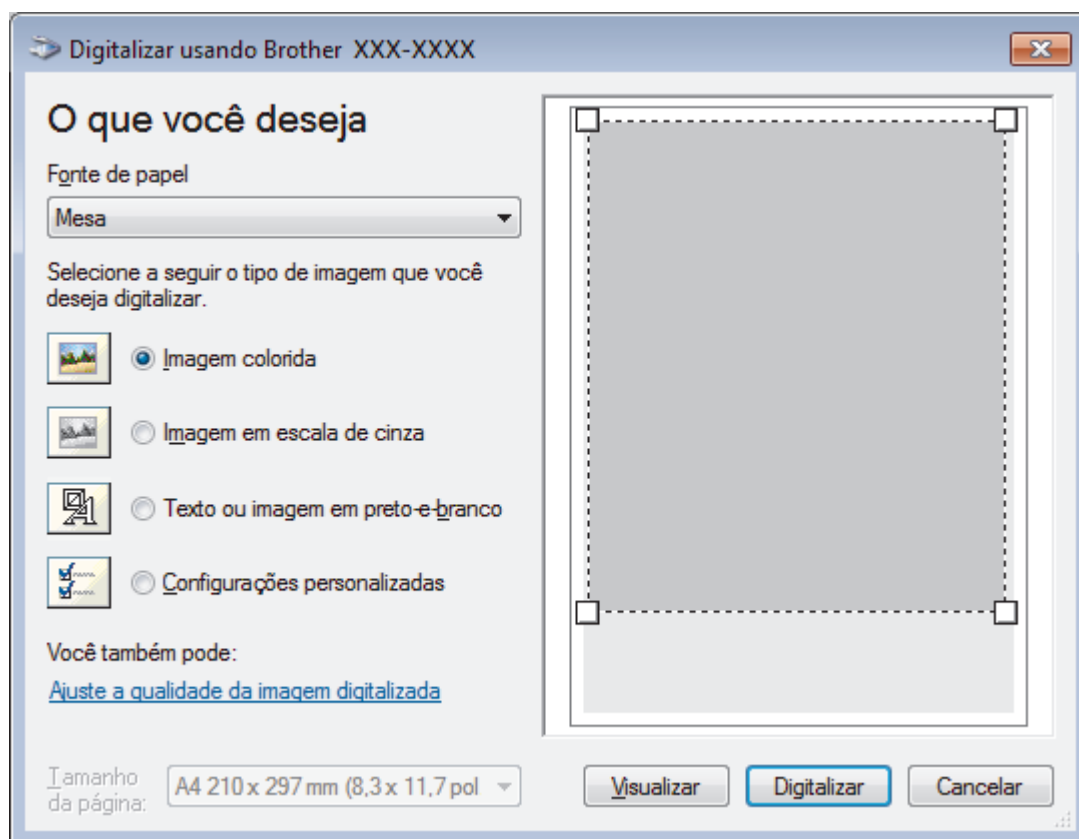 Digitalizar usando Brother XXX-XXXX
O que você deseja
Fonte de papel
Mesa
Selecione a seguir o tipo de imagem que você
deseja digitalizar.
Imagem colorida
Imagem em escala de cinza
Texto ou imagem em preto-e-branco
Configurações personalizadas
Você também pode:
Ajuste a qualidade da imagem digitalizada
Tamanho
da página:
A4 210 x 297 mm (8,3 x 11,7 pol
Visualizar
Digitalizar
Cancelar